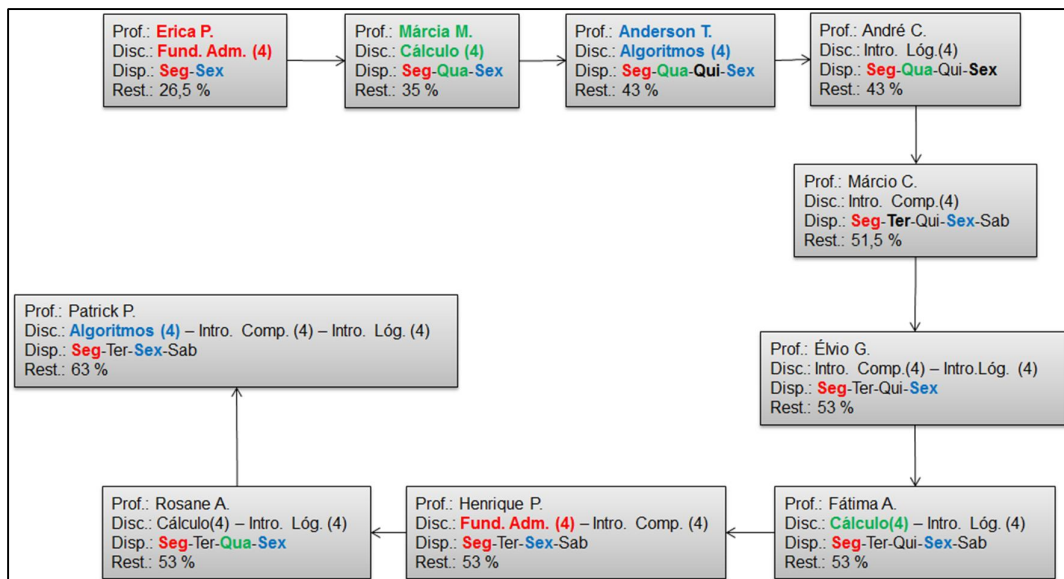 Prof.: Erica P.
Disc.: Fund. Adm. (4)
Disp.: Seg-Sex
Rest.: 26,5 %
Prof.: Márcia M.
Disc.: Cálculo (4)
Disp.: Seg-Qua-Sex
Rest.: 35 %
Prof.: Anderson T.
Disc.: Algoritmos (4)
Disp.: Seg-Qua-Qui-Sex
Rest.: 43 %
Prof.: André C.
Disc.: Intro. Lóg.(4)
Disp.: Seg-Qua-Qui-Sex
Rest.: 43 %
Prof.: Márcio C.
Disc.: Intro. Comp.(4)
Disp.: Seg-Ter-Qui-Sex-Sab
Rest.: 51,5 %
Prof.: Élvio G.
Disc.: Intro. Comp.(4) – Intro.Lóg. (4)
Disp.: Seg-Ter-Qui-Sex
Rest.: 53 %
Prof.: Fátima A.
Disc.: Cálculo(4) – Intro. Lóg. (4)
Disp.: Seg-Ter-Qui-Sex-Sab
Rest.: 53 %
Prof.: Henrique P.
Disc.: Fund. Adm. (4) – Intro. Comp. (4)
Disp.: Seg-Ter-Sex-Sab
Rest.: 53 %
Prof.: Rosane A.
Disc.: Cálculo(4) – Intro. Lóg. (4)
Disp.: Seg-Ter-Qua-Sex
Rest.: 53 %
Prof.: Patrick P.
Disc.: Algoritmos (4) – Intro. Comp. (4) – Intro. Lóg. (4)
Disp.: Seg-Ter-Sex-Sab
Rest.: 63 %